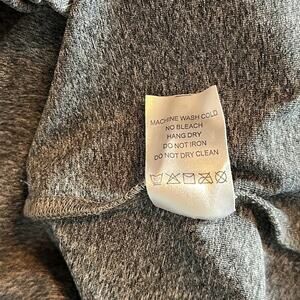 MACHINE WASH COLD
NO BLEACH
HANG DRY
DO NOT IRON
DO NOT DRY CLEAN